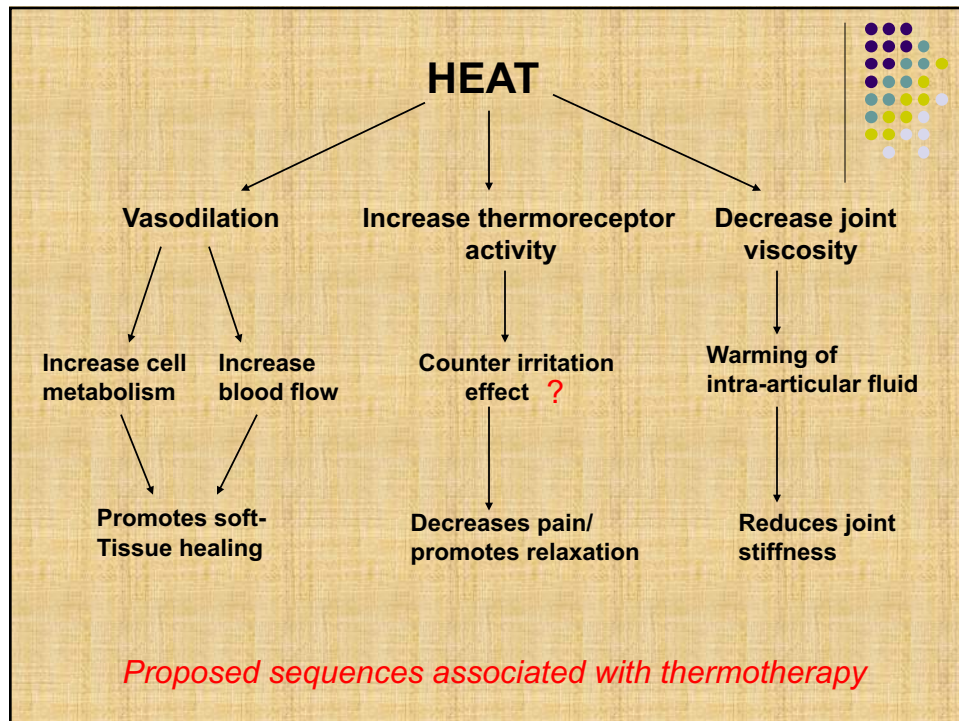 HEAT
Vasodilation
Increase thermoreceptor
activity
Decrease joint
viscosity
Increase cell
metabolism
Increase
blood flow
Counter irritation
effect ?
Warming of
intra-articular fluid
Promotes soft-
Tissue healing
Decreases pain/
promotes relaxation
Reduces joint
stiffness
Proposed sequences associated with thermotherapy